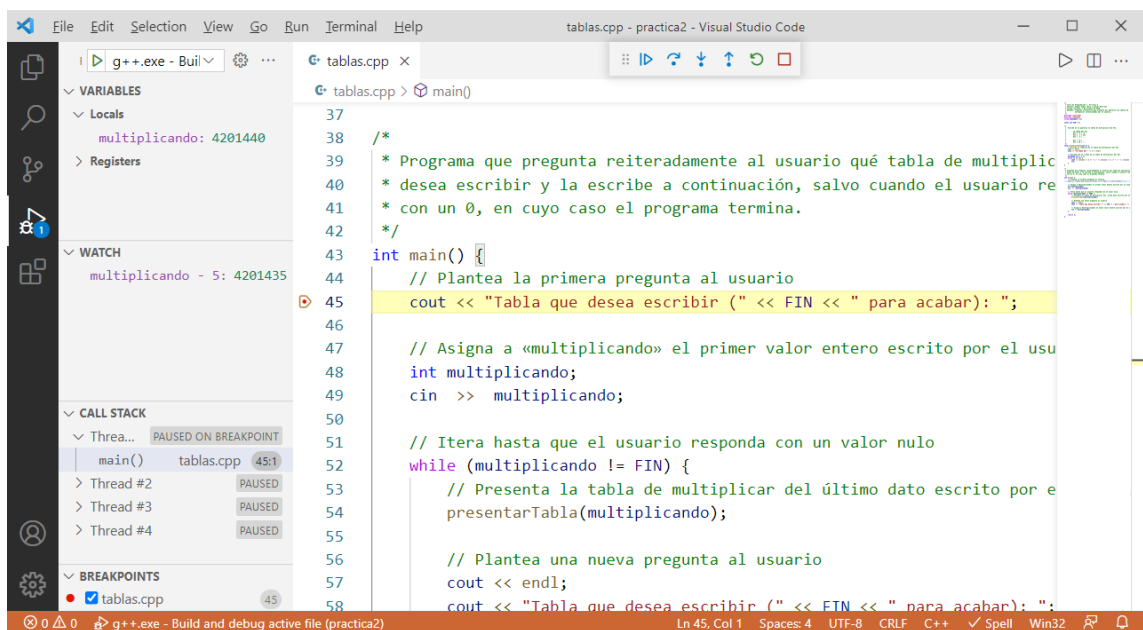 File Edit Selection View Go Run Terminal Help tablas.cpp - practica2 - Visual Studio Code
g++.exe - Buil ··· tablas.cpp ×
VARIABLES
tablas.cpp > main()
Locals
multiplicando: 4201440
Registers
WATCH
multiplicando - 5: 4201435
CALL STACK
Threa... PAUSED ON BREAKPOINT
main() tablas.cpp 45:1
Thread #2 PAUSED
Thread #3 PAUSED
Thread #4 PAUSED
BREAKPOINTS
tablas.cpp 45
37
38 /*
39 * Programa que pregunta reiteradamente al usuario qué tabla de multiplic
40 * desea escribir y la escribe a continuación, salvo cuando el usuario re
41 * con un 0, en cuyo caso el programa termina.
42 */
43 int main() {
44 // Plantea la primera pregunta al usuario
45 cout << "Tabla que desea escribir (" << FIN << " para acabar): ";
46
47 // Asigna a «multiplicando» el primer valor entero escrito por el usu
48 int multiplicando;
49 cin >> multiplicando;
50
51 // Itera hasta que el usuario responda con un valor nulo
52 while (multiplicando != FIN) {
53 // Presenta la tabla de multiplicar del último dato escrito por e
54 presentarTabla(multiplicando);
55
56 // Plantea una nueva pregunta al usuario
57 cout << endl;
58 cout << "Tabla que desea escribir (" << FIN << " para acabar): ";
1
0 0 g++.exe - Build and debug active file (practica2) Ln 45, Col 1 Spaces: 4 UTF-8 CRLF C++ Spell Win32